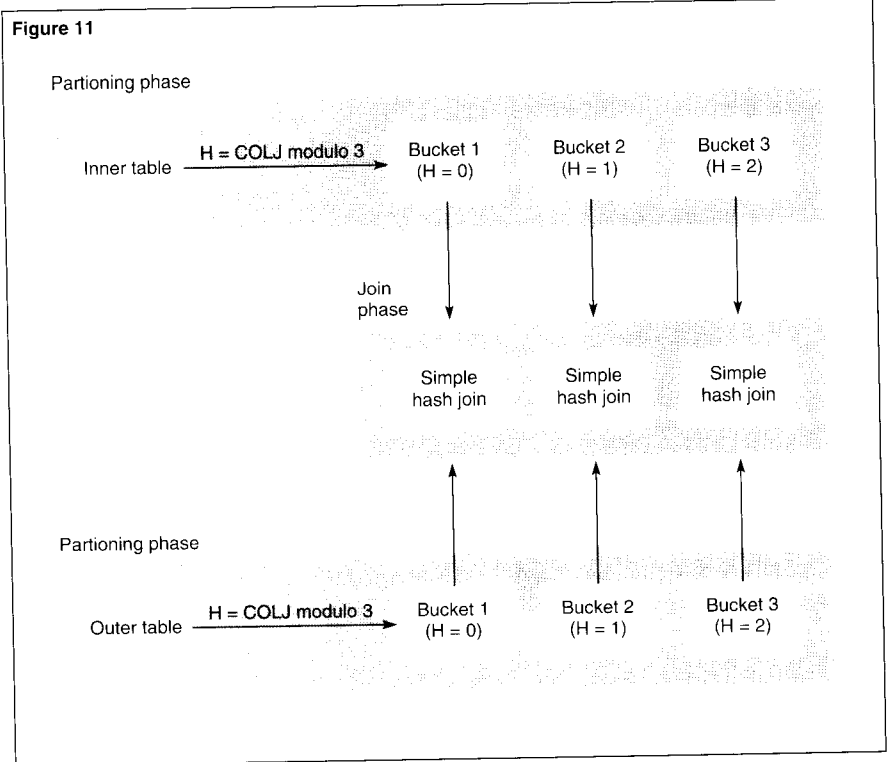 Figure 11
Partioning phase
Inner table
H = COLJ modulo 3
Bucket 1
(H = 0)
Bucket 2
(H = 1)
Bucket 3
(H = 2)
Join
phase
Simple
hash join
Simple
hash join
Simple
hash join
Partioning phase
Outer table
H = COLJ modulo 3
Bucket 1
(H = 0)
Bucket 2
(H = 1)
Bucket 3
(H = 2)